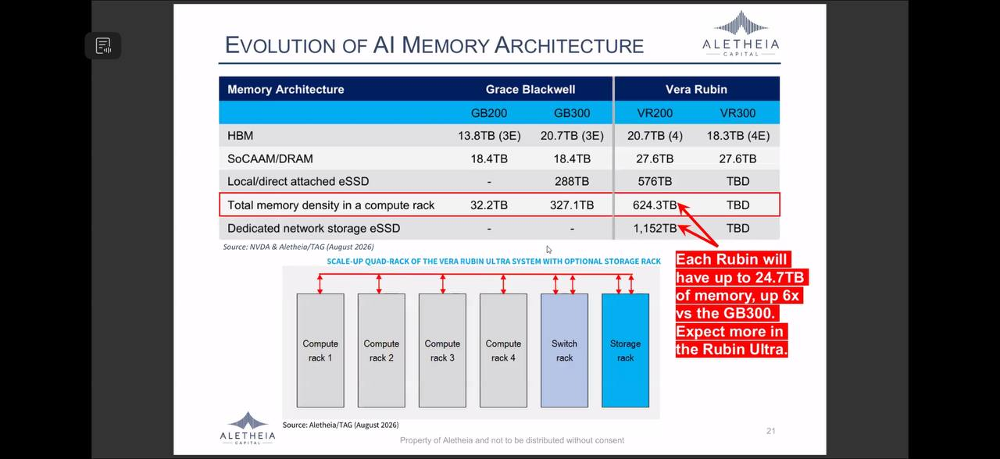 EVOLUTION OF AI MEMORY ARCHITECTURE
ALETHEIA
CAPITAL
Memory Architecture Grace Blackwell Vera Rubin
GB200 GB300 VR200 VR300
HBM 13.8TB (3E) 20.7TB (3E) 20.7TB (4) 18.3TB (4E)
SoCAAM/DRAM 18.4TB 18.4TB 27.6TB 27.6TB
Local/direct attached eSSD - 288TB 576TB TBD
Total memory density in a compute rack 32.2TB 327.1TB 624.3TB TBD
Dedicated network storage eSSD - - 1,152TB TBD
Source: NVDA & Aletheia/TAG (August 2026)
SCALE-UP QUAD-RACK OF THE VERA RUBIN ULTRA SYSTEM WITH OPTIONAL STORAGE RACK
Compute
rack 1
Compute
rack 2
Compute
rack 3
Compute
rack 4
Switch
rack
Storage
rack
Each Rubin will
have up to 24.7TB
of memory, up 6x
vs the GB300.
Expect more in
the Rubin Ultra.
Source: Aletheia/TAG (August 2026)
ALETHEIA
CAPITAL
Property of Aletheia and not to be distributed without consent
21